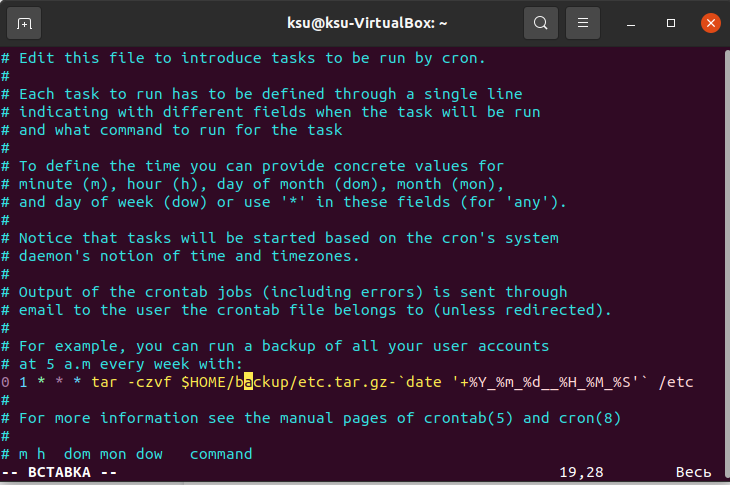 ksu@ksu-VirtualBox: ~
# Edit this file to introduce tasks to be run by cron.
#
# Each task to run has to be defined through a single line
# indicating with different fields when the task will be run
# and what command to run for the task
#
# To define the time you can provide concrete values for
# minute (m), hour (h), day of month (dom), month (mon),
# and day of week (dow) or use '*' in these fields (for 'any').
#
# Notice that tasks will be started based on the cron's system
# daemon's notion of time and timezones.
#
# Output of the crontab jobs (including errors) is sent through
# email to the user the crontab file belongs to (unless redirected).
#
# For example, you can run a backup of all your user accounts
# at 5 a.m every week with:
0 1 * * * tar -czvf $HOME/backup/etc.tar.gz-`date '+%Y_%m_%d__%H_%M_%S'` /etc
#
# For more information see the manual pages of crontab(5) and cron(8)
#
# m h  dom mon dow   command
-- ВСТАВКА -- 19,28 Весь